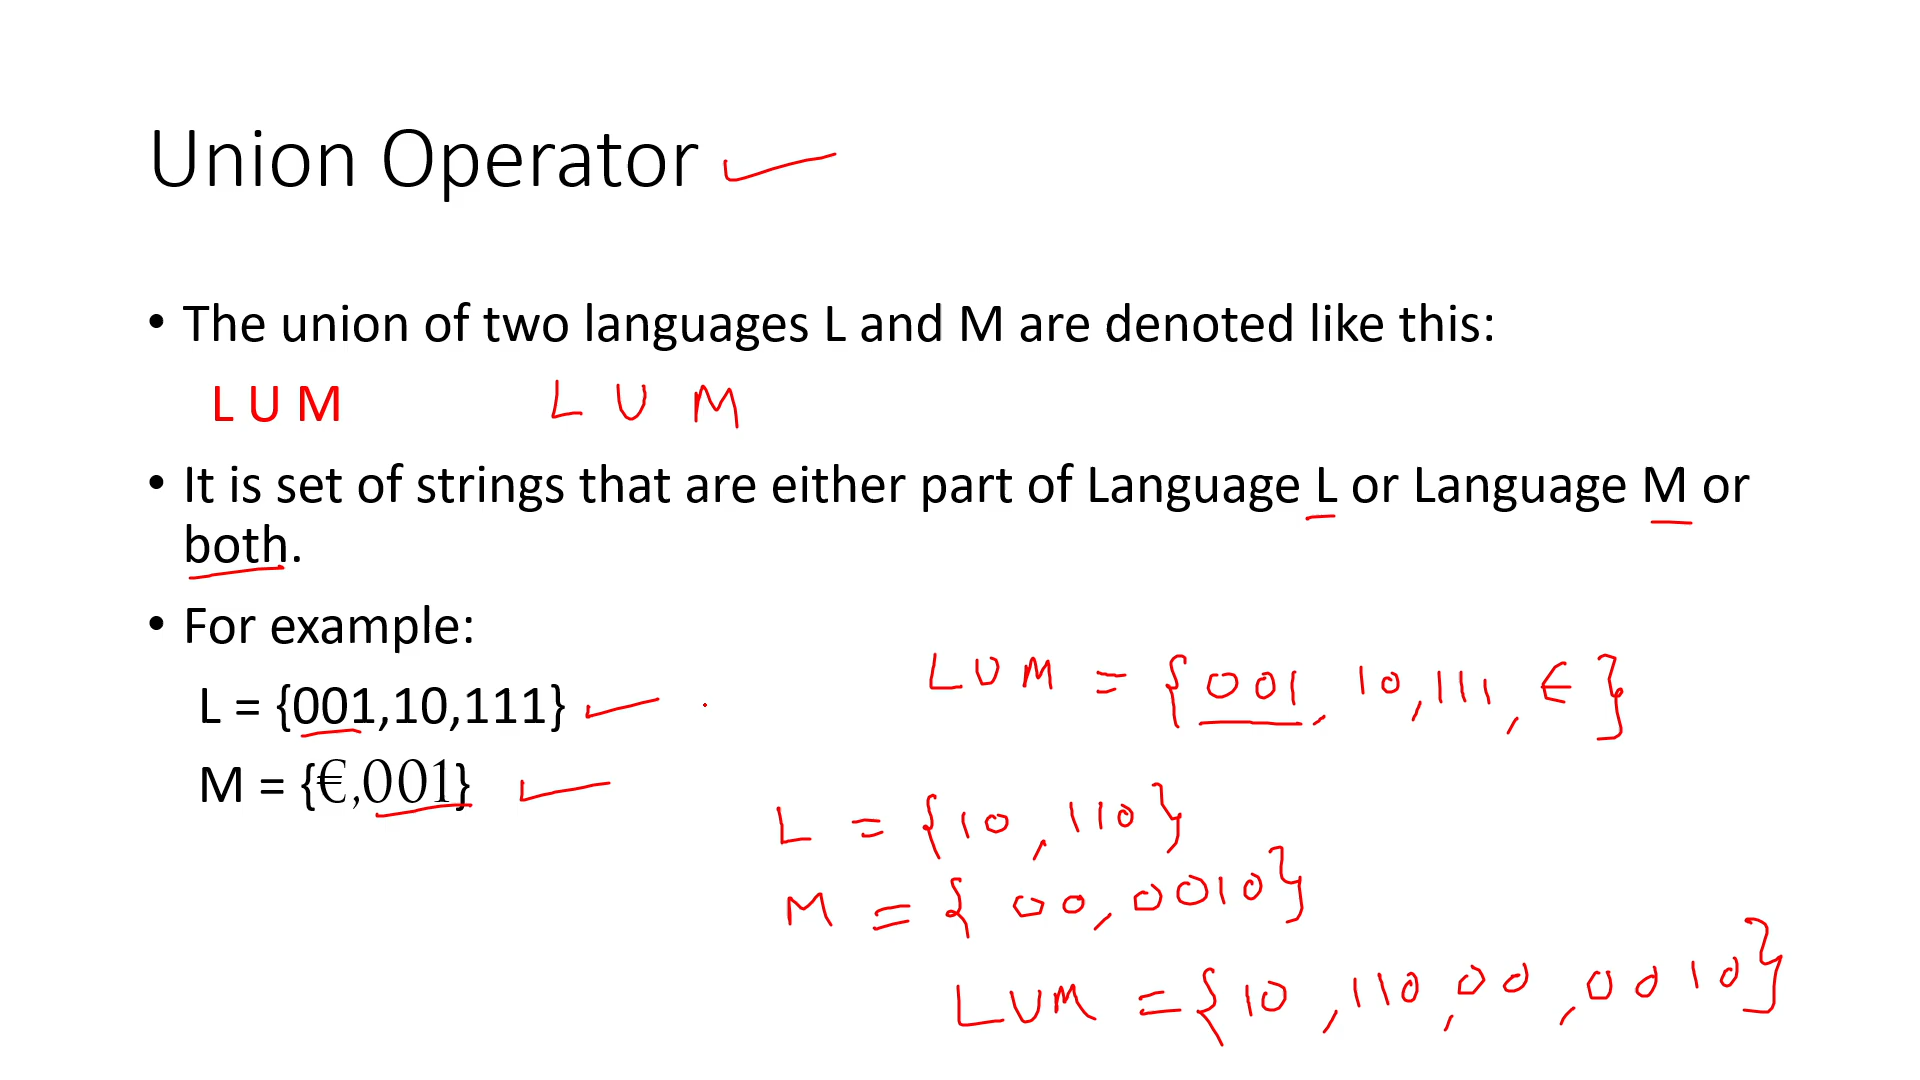 Union Operator
• The union of two languages L and M are denoted like this:
L U M L U M
• It is set of strings that are either part of Language L or Language M or
both.
• For example:
L U M = {001, 10, 111, €}
L = {001,10,111}
M = {€,001}
L = {10, 110}
M = {00, 0010}
L U M = {10, 110, 00, 0010}